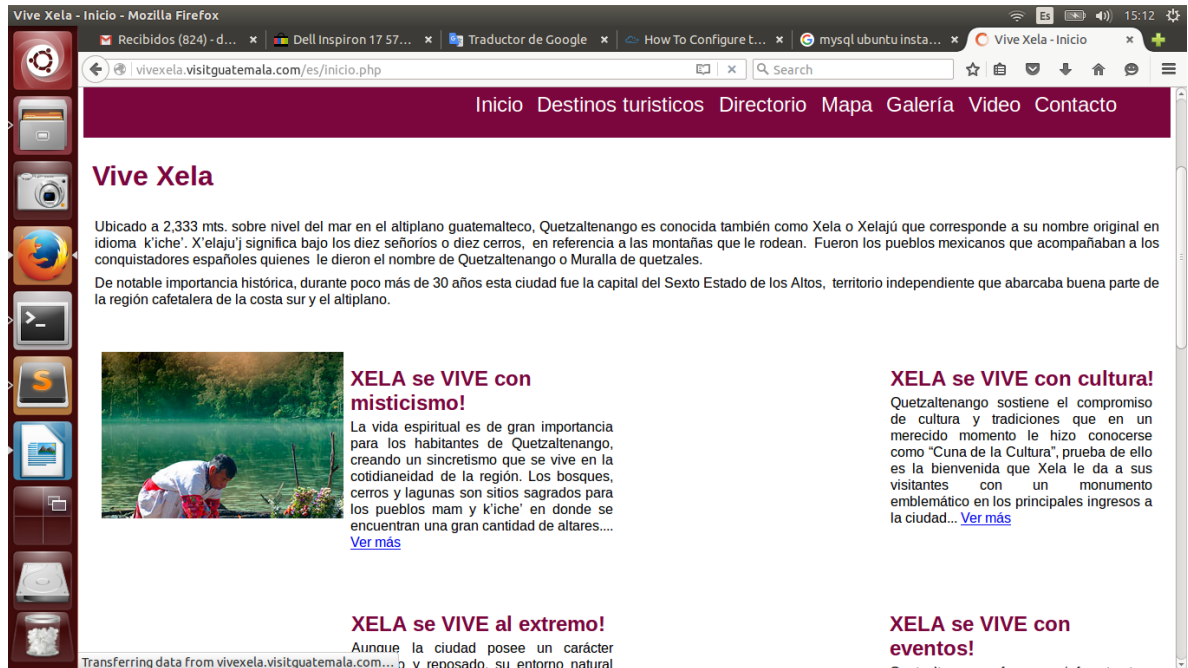 Vive Xela - Inicio - Mozilla Firefox
Es
15:12
Recibidos (824) - d...
Dell Inspiron 17 57...
Traductor de Google
How To Configure t...
mysql ubuntu insta...
Vive Xela - Inicio
vivexela.visitguatemala.com/es/inicio.php
Search
Inicio Destinos turisticos Directorio Mapa Galería Video Contacto
Vive Xela
Ubicado a 2,333 mts. sobre nivel del mar en el altiplano guatemalteco, Quetzaltenango es conocida también como Xela o Xelajú que corresponde a su nombre original en
idioma k'iche'. X'elaju'j significa bajo los diez señoríos o diez cerros, en referencia a las montañas que le rodean. Fueron los pueblos mexicanos que acompañaban a los
conquistadores españoles quienes le dieron el nombre de Quetzaltenango o Muralla de quetzales.
De notable importancia histórica, durante poco más de 30 años esta ciudad fue la capital del Sexto Estado de los Altos, territorio independiente que abarcaba buena parte de
la región cafetalera de la costa sur y el altiplano.
XELA se VIVE con
misticismo!
La vida espiritual es de gran importancia
para los habitantes de Quetzaltenango,
creando un sincretismo que se vive en la
cotidianeidad de la región. Los bosques,
cerros y lagunas son sitios sagrados para
los pueblos mam y k'iche' en donde se
encuentran una gran cantidad de altares....
Ver más
XELA se VIVE con cultura!
Quetzaltenango sostiene el compromiso
de cultura y tradiciones que en un
merecido momento le hizo conocerse
como “Cuna de la Cultura”, prueba de ello
es la bienvenida que Xela le da a sus
visitantes con un monumento
emblemático en los principales ingresos a
la ciudad... Ver más
XELA se VIVE al extremo!
Aunque la ciudad posee un carácter
y reposado, su entorno natural
XELA se VIVE con
eventos!
Transferring data from vivexela.visitguatemala.com...